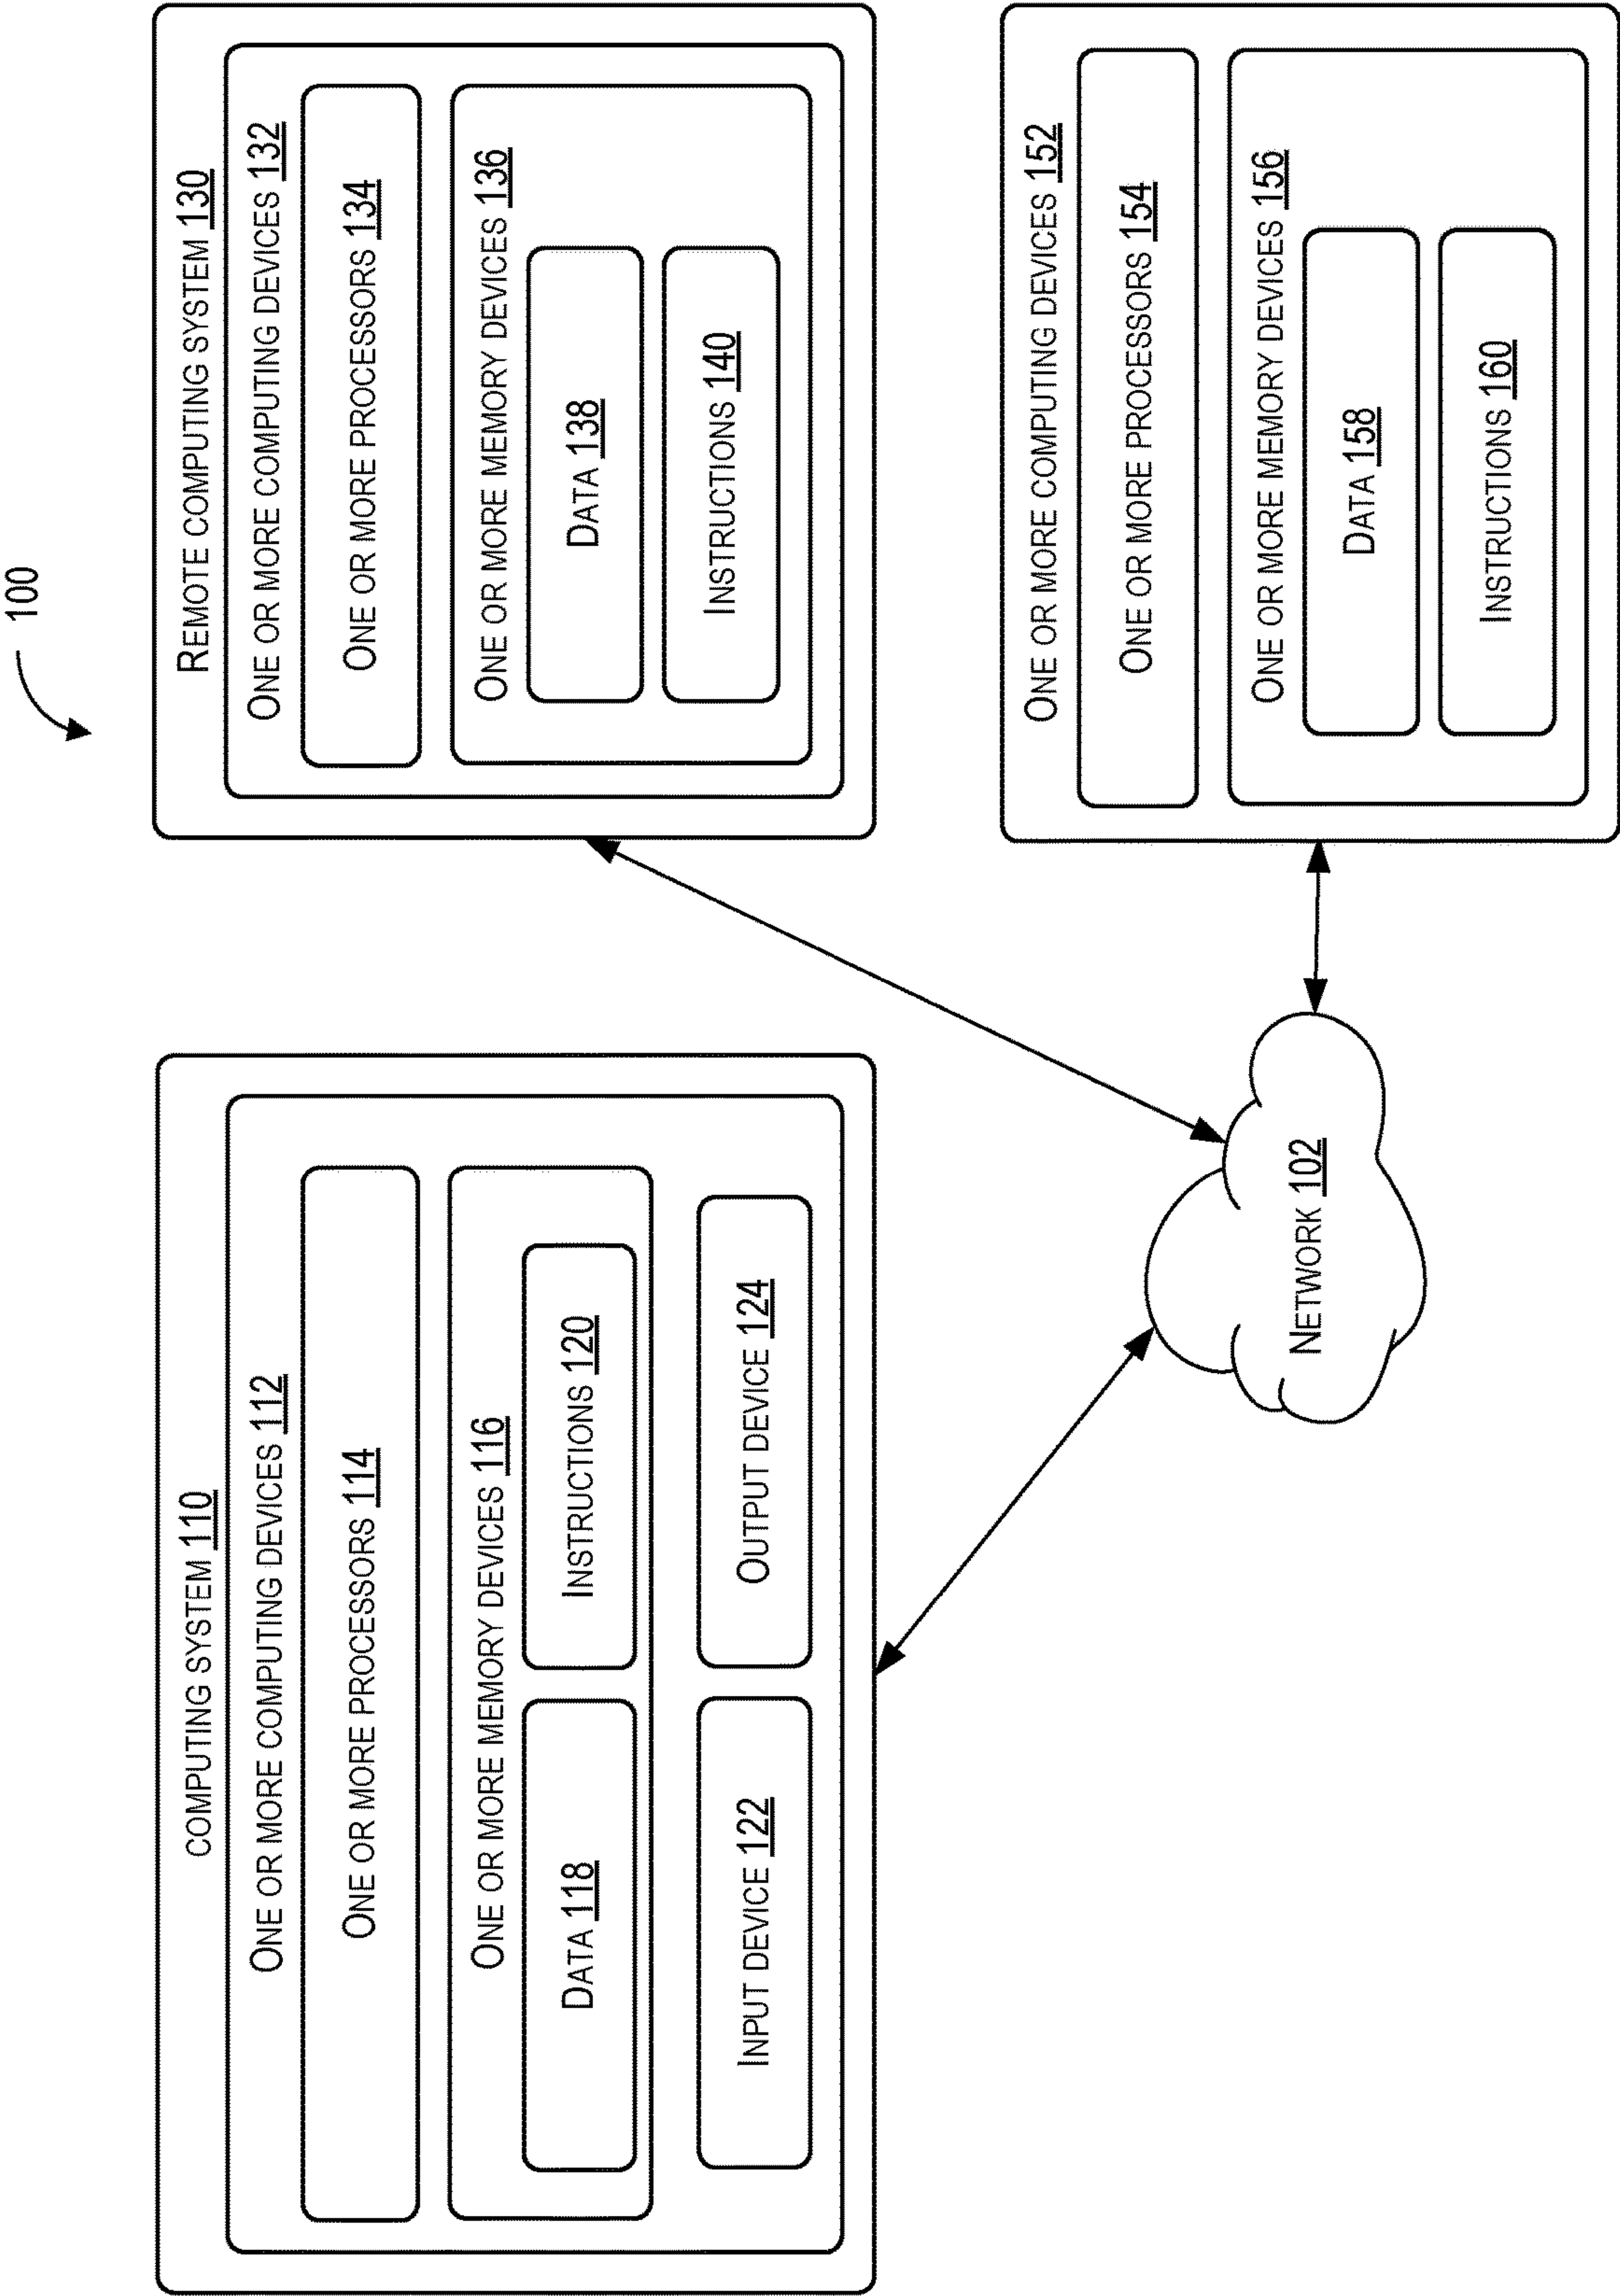 100
COMPUTING SYSTEM 110
ONE OR MORE COMPUTING DEVICES 112
ONE OR MORE PROCESSORS 114
ONE OR MORE MEMORY DEVICES 116
DATA 118
INSTRUCTIONS 120
INPUT DEVICE 122
OUTPUT DEVICE 124
REMOTE COMPUTING SYSTEM 130
ONE OR MORE COMPUTING DEVICES 132
ONE OR MORE PROCESSORS 134
ONE OR MORE MEMORY DEVICES 136
DATA 138
INSTRUCTIONS 140
NETWORK 102
ONE OR MORE COMPUTING DEVICES 152
ONE OR MORE PROCESSORS 154
ONE OR MORE MEMORY DEVICES 156
DATA 158
INSTRUCTIONS 160